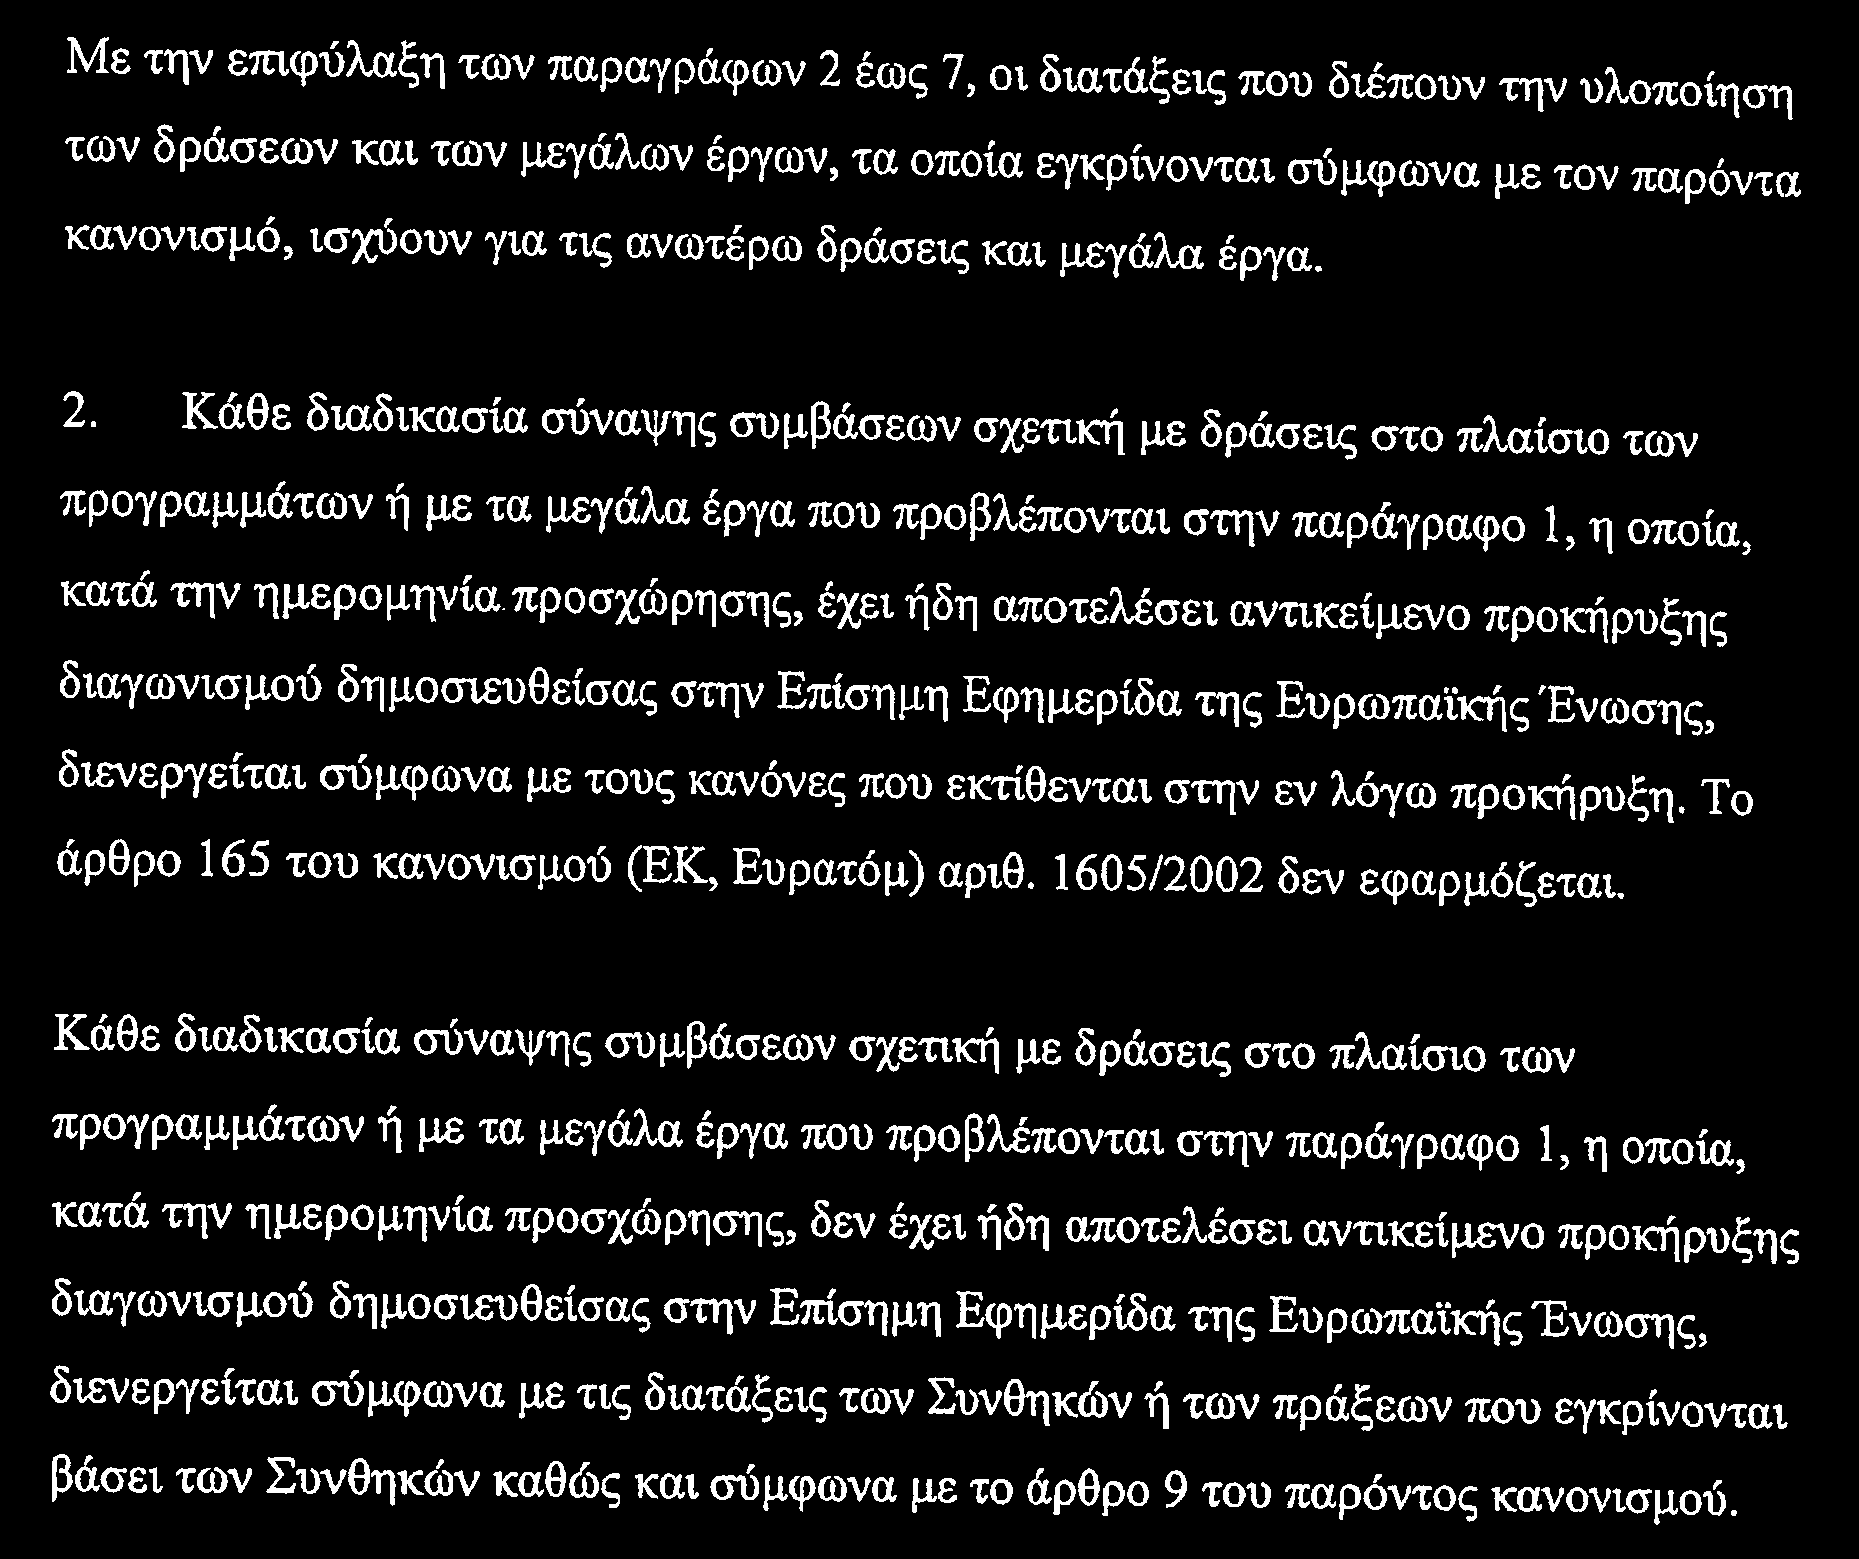 Με την επιφύλαξη των παραγράφων 2 έως 7, οι διατάξεις που διέπουν την υλοποίηση
των δράσεων και των μεγάλων έργων, τα οποία εγκρίνονται σύμφωνα με τον παρόντα
κανονισμό, ισχύουν για τις ανωτέρω δράσεις και μεγάλα έργα.
2. Κάθε διαδικασία σύναψης συμβάσεων σχετική με δράσεις στο πλαίσιο των
προγραμμάτων ή με τα μεγάλα έργα που προβλέπονται στην παράγραφο 1, η οποία,
κατά την ημερομηνία προσχώρησης, έχει ήδη αποτελέσει αντικείμενο προκήρυξης
διαγωνισμού δημοσιευθείσας στην Επίσημη Εφημερίδα της Ευρωπαϊκής Ένωσης,
διενεργείται σύμφωνα με τους κανόνες που εκτίθενται στην εν λόγω προκήρυξη. Το
άρθρο 165 του κανονισμού (ΕΚ, Ευρατόμ) αριθ. 1605/2002 δεν εφαρμόζεται.
Κάθε διαδικασία σύναψης συμβάσεων σχετική με δράσεις στο πλαίσιο των
προγραμμάτων ή με τα μεγάλα έργα που προβλέπονται στην παράγραφο 1, η οποία,
κατά την ημερομηνία προσχώρησης, δεν έχει ήδη αποτελέσει αντικείμενο προκήρυξης
διαγωνισμού δημοσιευθείσας στην Επίσημη Εφημερίδα της Ευρωπαϊκής Ένωσης,
διενεργείται σύμφωνα με τις διατάξεις των Συνθηκών ή των πράξεων που εγκρίνονται
βάσει των Συνθηκών καθώς και σύμφωνα με το άρθρο 9 του παρόντος κανονισμού.